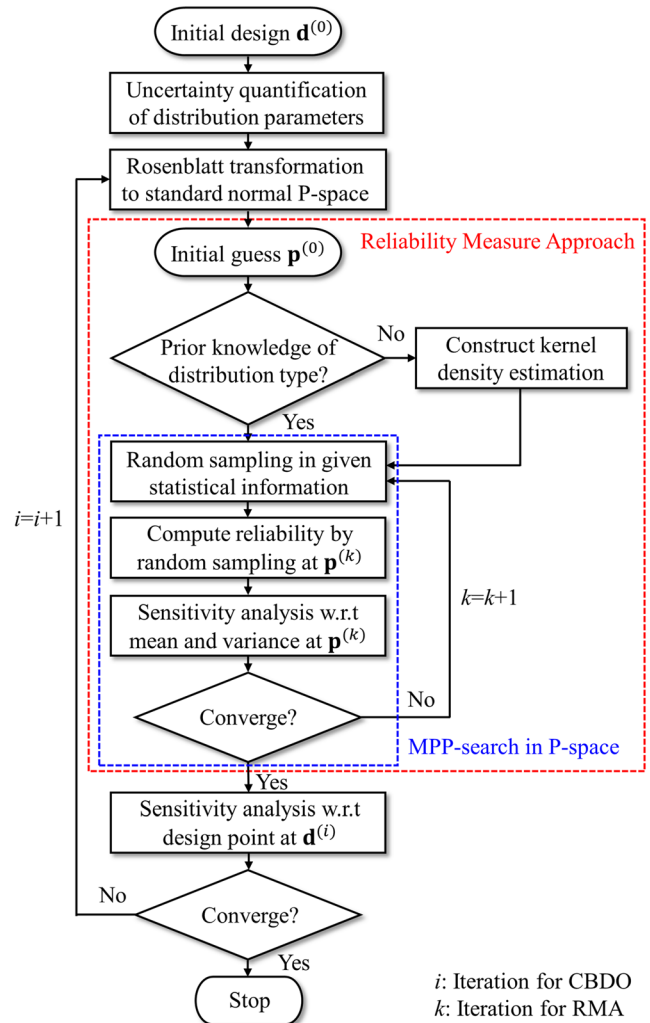 Initial design d^(0)
Uncertainty quantification
of distribution parameters
Rosenblatt transformation
to standard normal P-space
Initial guess p^(0)
Reliability Measure Approach
Prior knowledge of
distribution type?
No
Construct kernel
density estimation
Yes
Random sampling in given
statistical information
i=i+1
Compute reliability by
random sampling at p^(k)
k=k+1
Sensitivity analysis w.r.t
mean and variance at p^(k)
Converge?
No
MPP-search in P-space
Yes
Sensitivity analysis w.r.t
design point at d^(i)
No
Converge?
Yes
Stop
i: Iteration for CBDO
k: Iteration for RMA